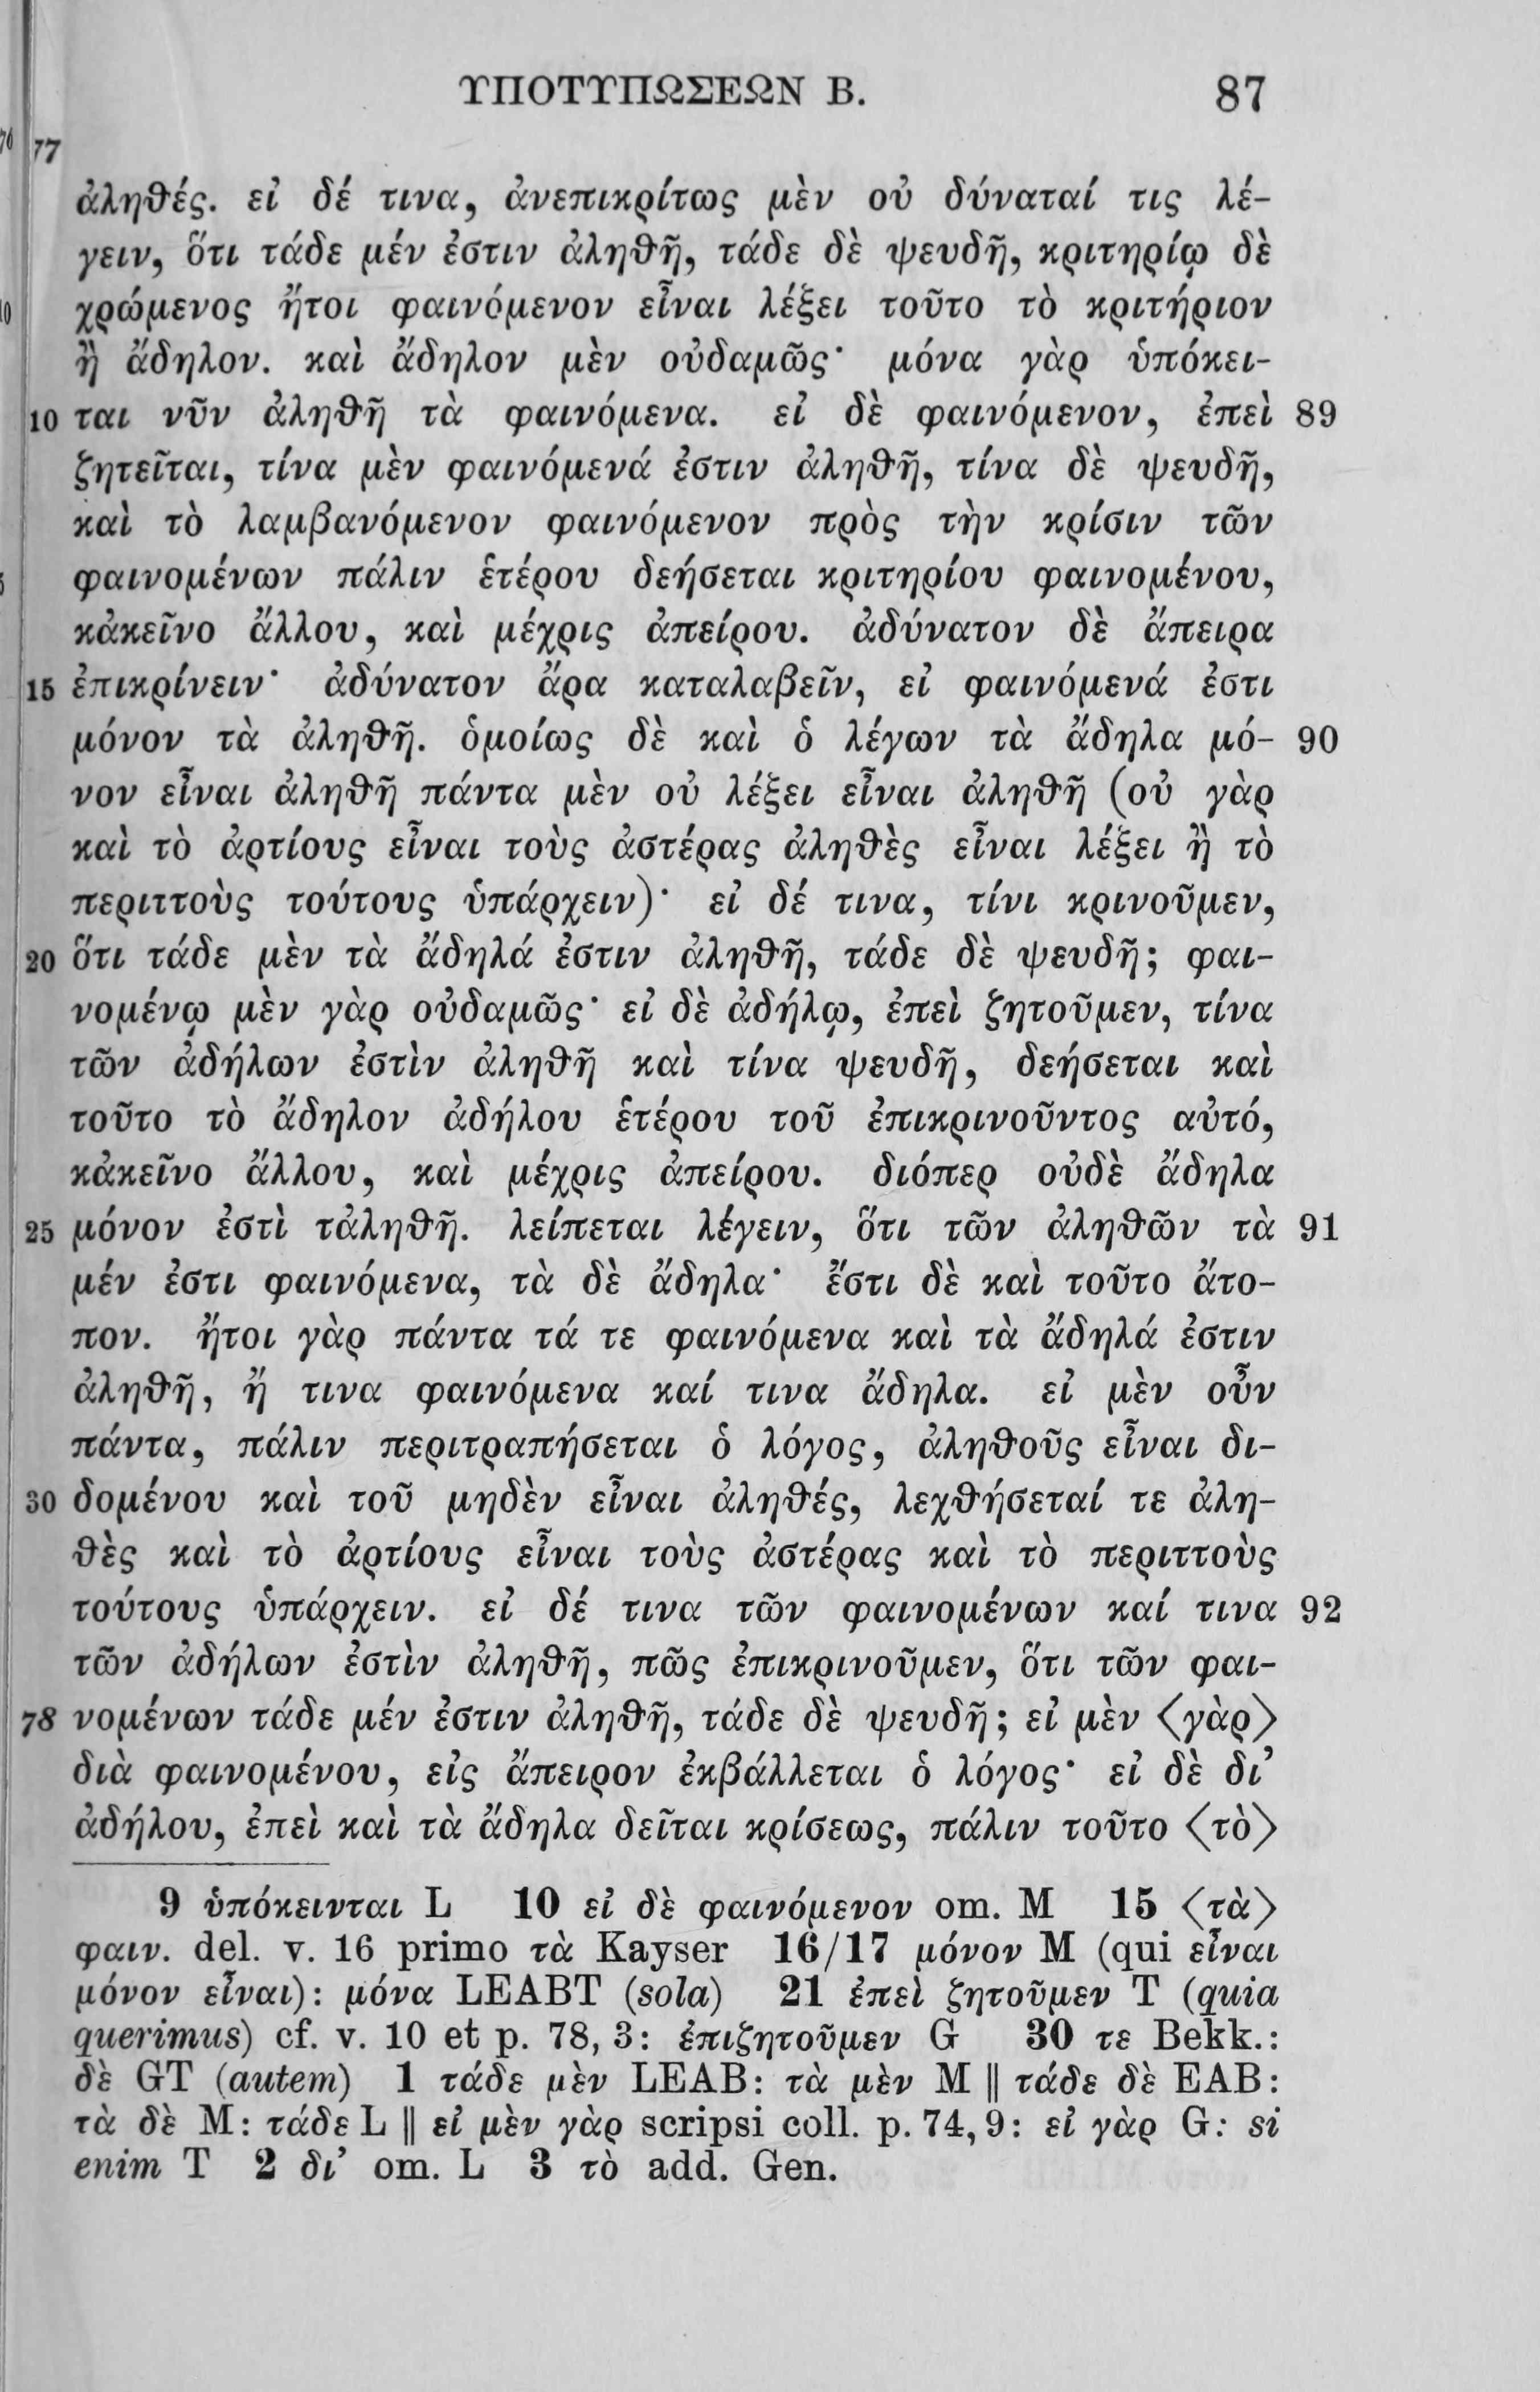 ΥΠΟΤΥΠΩΣΕΩΝ Β. 87
77
ἀληθές. εἰ δέ τινα, ἀνεπικρίτως μὲν οὐ δύναταί τις λέ-
γειν, ὅτι τάδε μέν ἐστιν ἀληθῆ, τάδε δὲ ψευδῆ, κριτηρίῳ δὲ
χρώμενος ἤτοι φαινόμενον εἶναι λέξει τοῦτο τὸ κριτήριον
ἢ ἄδηλον. καὶ ἄδηλον μὲν οὐδαμῶς· μόνα γὰρ ὑπόκει-
10 ται νῦν ἀληθῆ τὰ φαινόμενα. εἰ δὲ φαινόμενον, ἐπεὶ 89
ζητεῖται, τίνα μὲν φαινόμενά ἐστιν ἀληθῆ, τίνα δὲ ψευδῆ,
καὶ τὸ λαμβανόμενον φαινόμενον πρὸς τὴν κρίσιν τῶν
φαινομένων πάλιν ἑτέρου δεήσεται κριτηρίου φαινομένου,
κἀκεῖνο ἄλλου, καὶ μέχρις ἀπείρου. ἀδύνατον δὲ ἄπειρα
15 ἐπικρίνειν· ἀδύνατον ἄρα καταλαβεῖν, εἰ φαινόμενά ἐστι
μόνον τὰ ἀληθῆ. ὁμοίως δὲ καὶ ὁ λέγων τὰ ἄδηλα μό- 90
νον εἶναι ἀληθῆ πάντα μὲν οὐ λέξει εἶναι ἀληθῆ (οὐ γὰρ
καὶ τὸ ἀρτίους εἶναι τοὺς ἀστέρας ἀληθὲς εἶναι λέξει ἢ τὸ
περιττοὺς τούτους ὑπάρχειν)· εἰ δέ τινα, τίνι κρινοῦμεν,
20 ὅτι τάδε μὲν τὰ ἄδηλά ἐστιν ἀληθῆ, τάδε δὲ ψευδῆ; φαι-
νομένῳ μὲν γὰρ οὐδαμῶς· εἰ δὲ ἀδήλῳ, ἐπεὶ ζητοῦμεν, τίνα
τῶν ἀδήλων ἐστὶν ἀληθῆ καὶ τίνα ψευδῆ, δεήσεται καὶ
τοῦτο τὸ ἄδηλον ἀδήλου ἑτέρου τοῦ ἐπικρινοῦντος αὐτό,
κἀκεῖνο ἄλλου, καὶ μέχρις ἀπείρου. διόπερ οὐδὲ ἄδηλα
25 μόνον ἐστὶ τἀληθῆ. λείπεται λέγειν, ὅτι τῶν ἀληθῶν τὰ 91
μέν ἐστι φαινόμενα, τὰ δὲ ἄδηλα· ἔστι δὲ καὶ τοῦτο ἄτο-
πον. ἤτοι γὰρ πάντα τά τε φαινόμενα καὶ τὰ ἄδηλά ἐστιν
ἀληθῆ, ἤ τινα φαινόμενα καί τινα ἄδηλα. εἰ μὲν οὖν
πάντα, πάλιν περιτραπήσεται ὁ λόγος, ἀληθοῦς εἶναι δι-
30 δομένου καὶ τοῦ μηδὲν εἶναι ἀληθές, λεχθήσεταί τε ἀλη-
θὲς καὶ τὸ ἀρτίους εἶναι τοὺς ἀστέρας καὶ τὸ περιττοὺς
τούτους ὑπάρχειν. εἰ δέ τινα τῶν φαινομένων καί τινα 92
τῶν ἀδήλων ἐστὶν ἀληθῆ, πῶς ἐπικρινοῦμεν, ὅτι τῶν φαι-
78 νομένων τάδε μέν ἐστιν ἀληθῆ, τάδε δὲ ψευδῆ; εἰ μὲν ⟨γὰρ⟩
διὰ φαινομένου, εἰς ἄπειρον ἐκβάλλεται ὁ λόγος· εἰ δὲ δι’
ἀδήλου, ἐπεὶ καὶ τὰ ἄδηλα δεῖται κρίσεως, πάλιν τοῦτο ⟨τὸ⟩
9 ὑπόκεινται L 10 εἰ δὲ φαινόμενον om. M 15 ⟨τὰ⟩
φαιν. del. v. 16 primo τὰ Kayser 16/17 μόνον M (qui εἶναι
μόνον εἶναι): μόνα LEABT (sola) 21 ἐπεὶ ζητοῦμεν T (quia
querimus) cf. v. 10 et p. 78, 3: ἐπιζητοῦμεν G 30 τε Bekk.:
δὲ GT (autem) 1 τάδε μὲν LEAB: τὰ μὲν M || τάδε δὲ EAB:
τὰ δὲ M: τάδε L || εἰ μὲν γὰρ scripsi coll. p. 74, 9: εἰ γὰρ G: si
enim T 2 δι’ om. L 3 τὸ add. Gen.